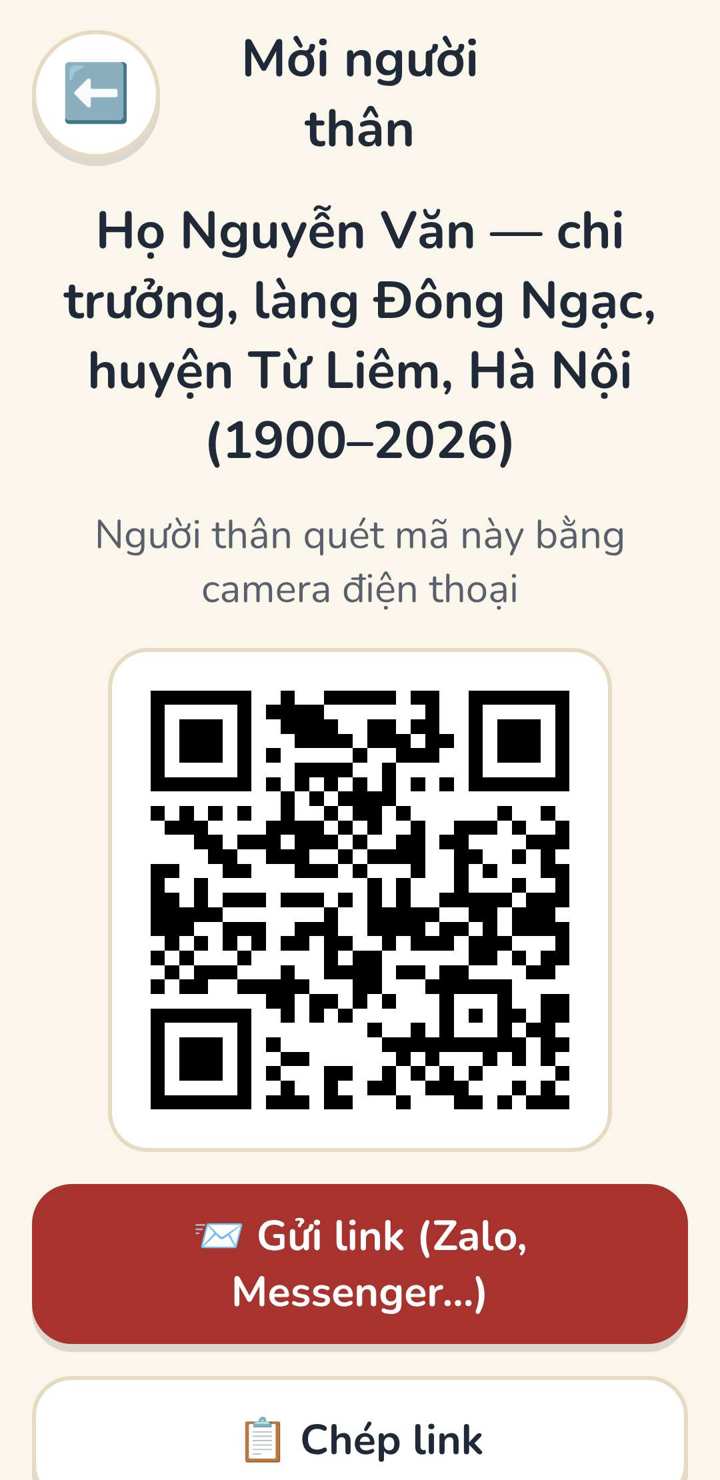 Mời người
thân
Họ Nguyễn Văn — chi
trưởng, làng Đông Ngạc,
huyện Từ Liêm, Hà Nội
(1900–2026)
Người thân quét mã này bằng
camera điện thoại
Gửi link (Zalo,
Messenger...)
Chép link